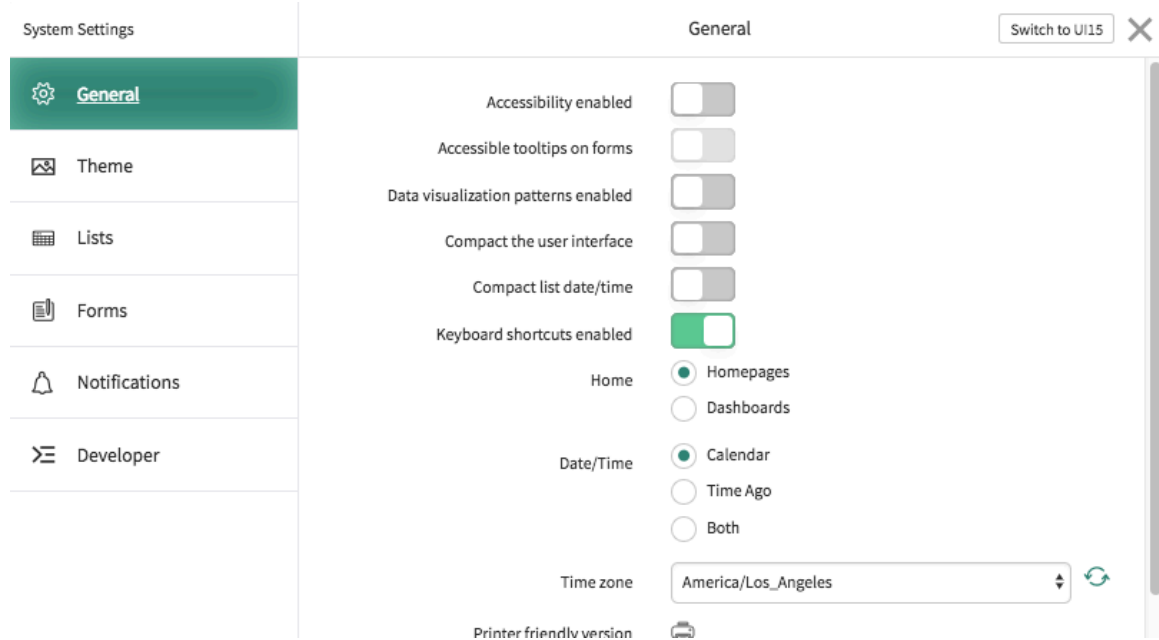 System Settings
General
Switch to UI15
General
Theme
Lists
Forms
Notifications
Developer
Accessibility enabled
Accessible tooltips on forms
Data visualization patterns enabled
Compact the user interface
Compact list date/time
Keyboard shortcuts enabled
Home
Homepages
Dashboards
Date/Time
Calendar
Time Ago
Both
Time zone
America/Los_Angeles
Printer friendly version